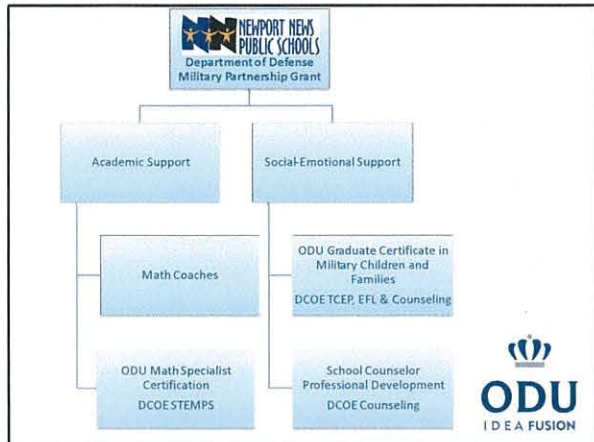 NEWPORT NEWS
PUBLIC SCHOOLS
Department of Defense
Military Partnership Grant
Academic Support
Social-Emotional Support
Math Coaches
ODU Graduate Certificate in
Military Children and
Families
DCOE TCEP, EFL & Counseling
ODU Math Specialist
Certification
DCOE STEMPS
School Counselor
Professional Development
DCOE Counseling
ODU
IDEA FUSION